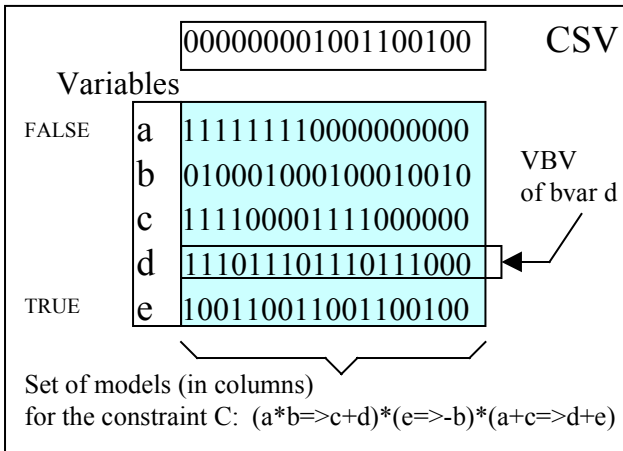 000000001001100100 CSV
Variables
FALSE a 111111110000000000
b 010001000100010010
c 111100001111000000
d 111011101110111000
TRUE e 100110011001100100
VBV
of bvar d
Set of models (in columns)
for the constraint C: (a*b=>c+d)*(e=>-b)*(a+c=>d+e)